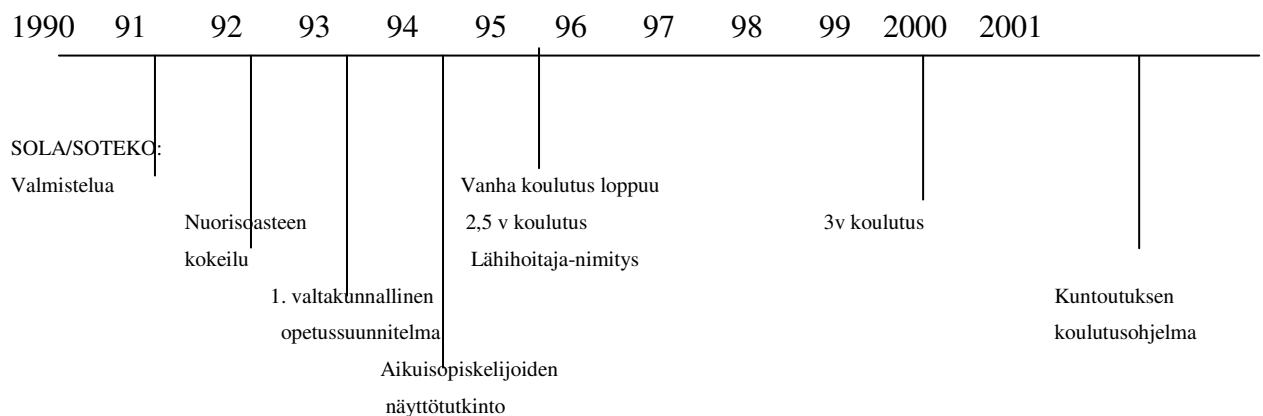 1990 91 92 93 94 95 96 97 98 99 2000 2001
SOLA/SOTEKO:
Valmistelua Vanha koulutus loppuu
Nuorisoasteen 2,5 v koulutus 3v koulutus
kokeilu Lähihoitaja-nimitys
1. valtakunnallinen Kuntoutuksen
opetussuunnitelma koulutusohjelma
Aikuisopiskelijoiden
näyttötutkinto